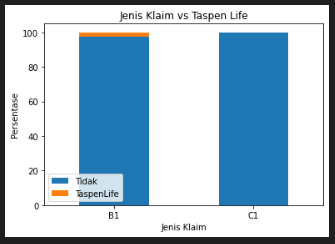 Jenis Klaim vs Taspen Life
100
80
60
40
20
0
Persentase
Tidak
TaspenLife
B1
C1
Jenis Klaim